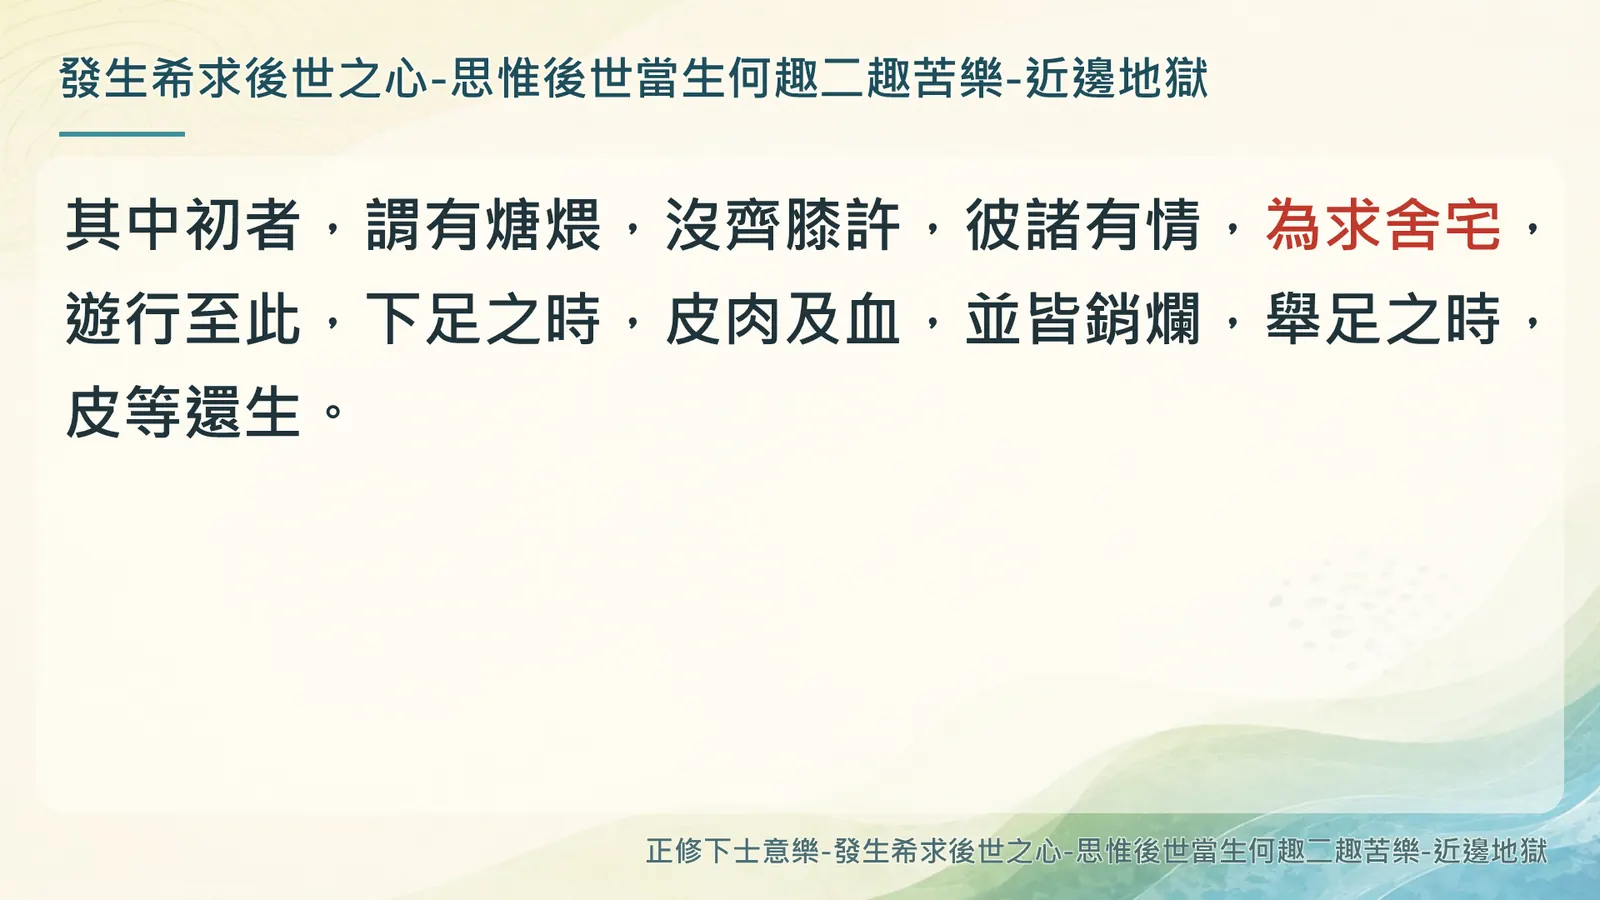 發生希求後世之心-思惟後世當生何趣二趣苦樂-近邊地獄
其中初者，謂有煻煨，沒齊膝許，彼諸有情，為求舍宅，
遊行至此，下足之時，皮肉及血，並皆銷爛，舉足之時，
皮等還生。
正修下士意樂-發生希求後世之心-思惟後世當生何趣二趣苦樂-近邊地獄